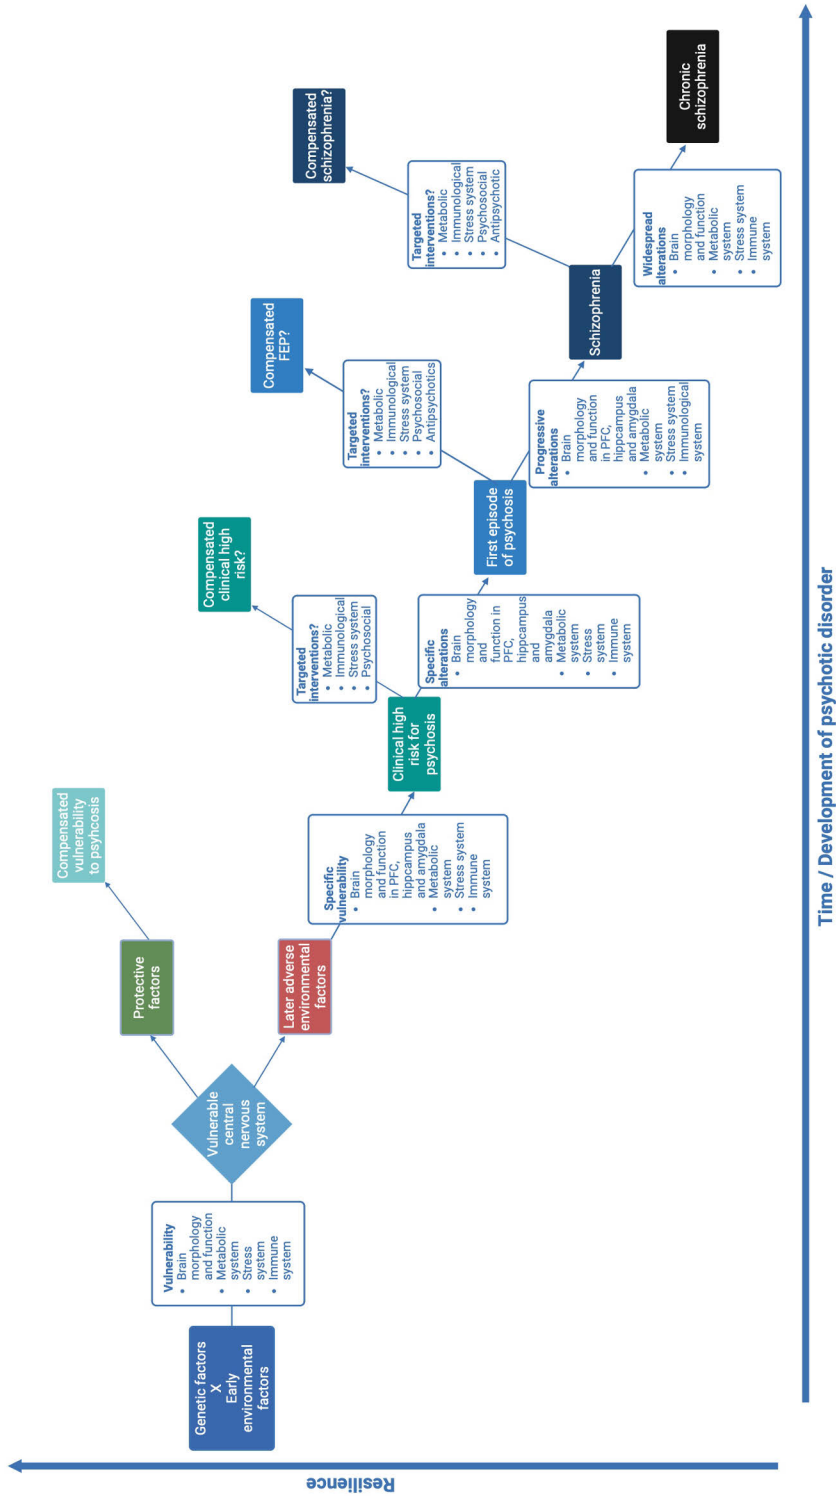 Resilience
Genetic factors
X
Early
environmental
factors
Vulnerability
• Brain
morphology
and function
• Metabolic
system
• Stress
system
• Immune
system
Vulnerable
central
nervous
system
Protective
factors
Compensated
vulnerability
to psyhcosis
Later adverse
environmental
factors
Specific
vulnerability
• Brain
morphology
and function
in PFC,
hippcampus
and amygdala
• Metabolic
system
• Stress system
• Immune
system
Clinical high
risk for
psychosis
Targeted
interventions?
• Metabolic
• Immunological
• Stress system
• Psychosocial
Compensated
clinical high
risk?
Specific
alterations
• Brain
morphology
and
function in
PFC,
hippcampus
and
amygdala
• Metabolic
system
• Stress
system
• Immune
system
First episode
of psychosis
Targeted
interventions?
• Metabolic
• Immunological
• Stress system
• Psychosocial
• Antipsychotics
Compensated
FEP?
Progressive
alterations
• Brain
morphology
and function
in PFC,
hippcampus
and amygdala
• Metabolic
system
• Stress system
• Immunological
system
Schizophrenia
Targeted
interventions?
• Metabolic
• Immunological
• Stress system
• Psychosocial
• Antipsychotic
Compensated
schizophrenia?
Widespread
alterations
• Brain
morphology
and function
• Metabolic
system
• Stress system
• Immune
system
Chronic
schizophrenia
Time / Development of psychotic disorder